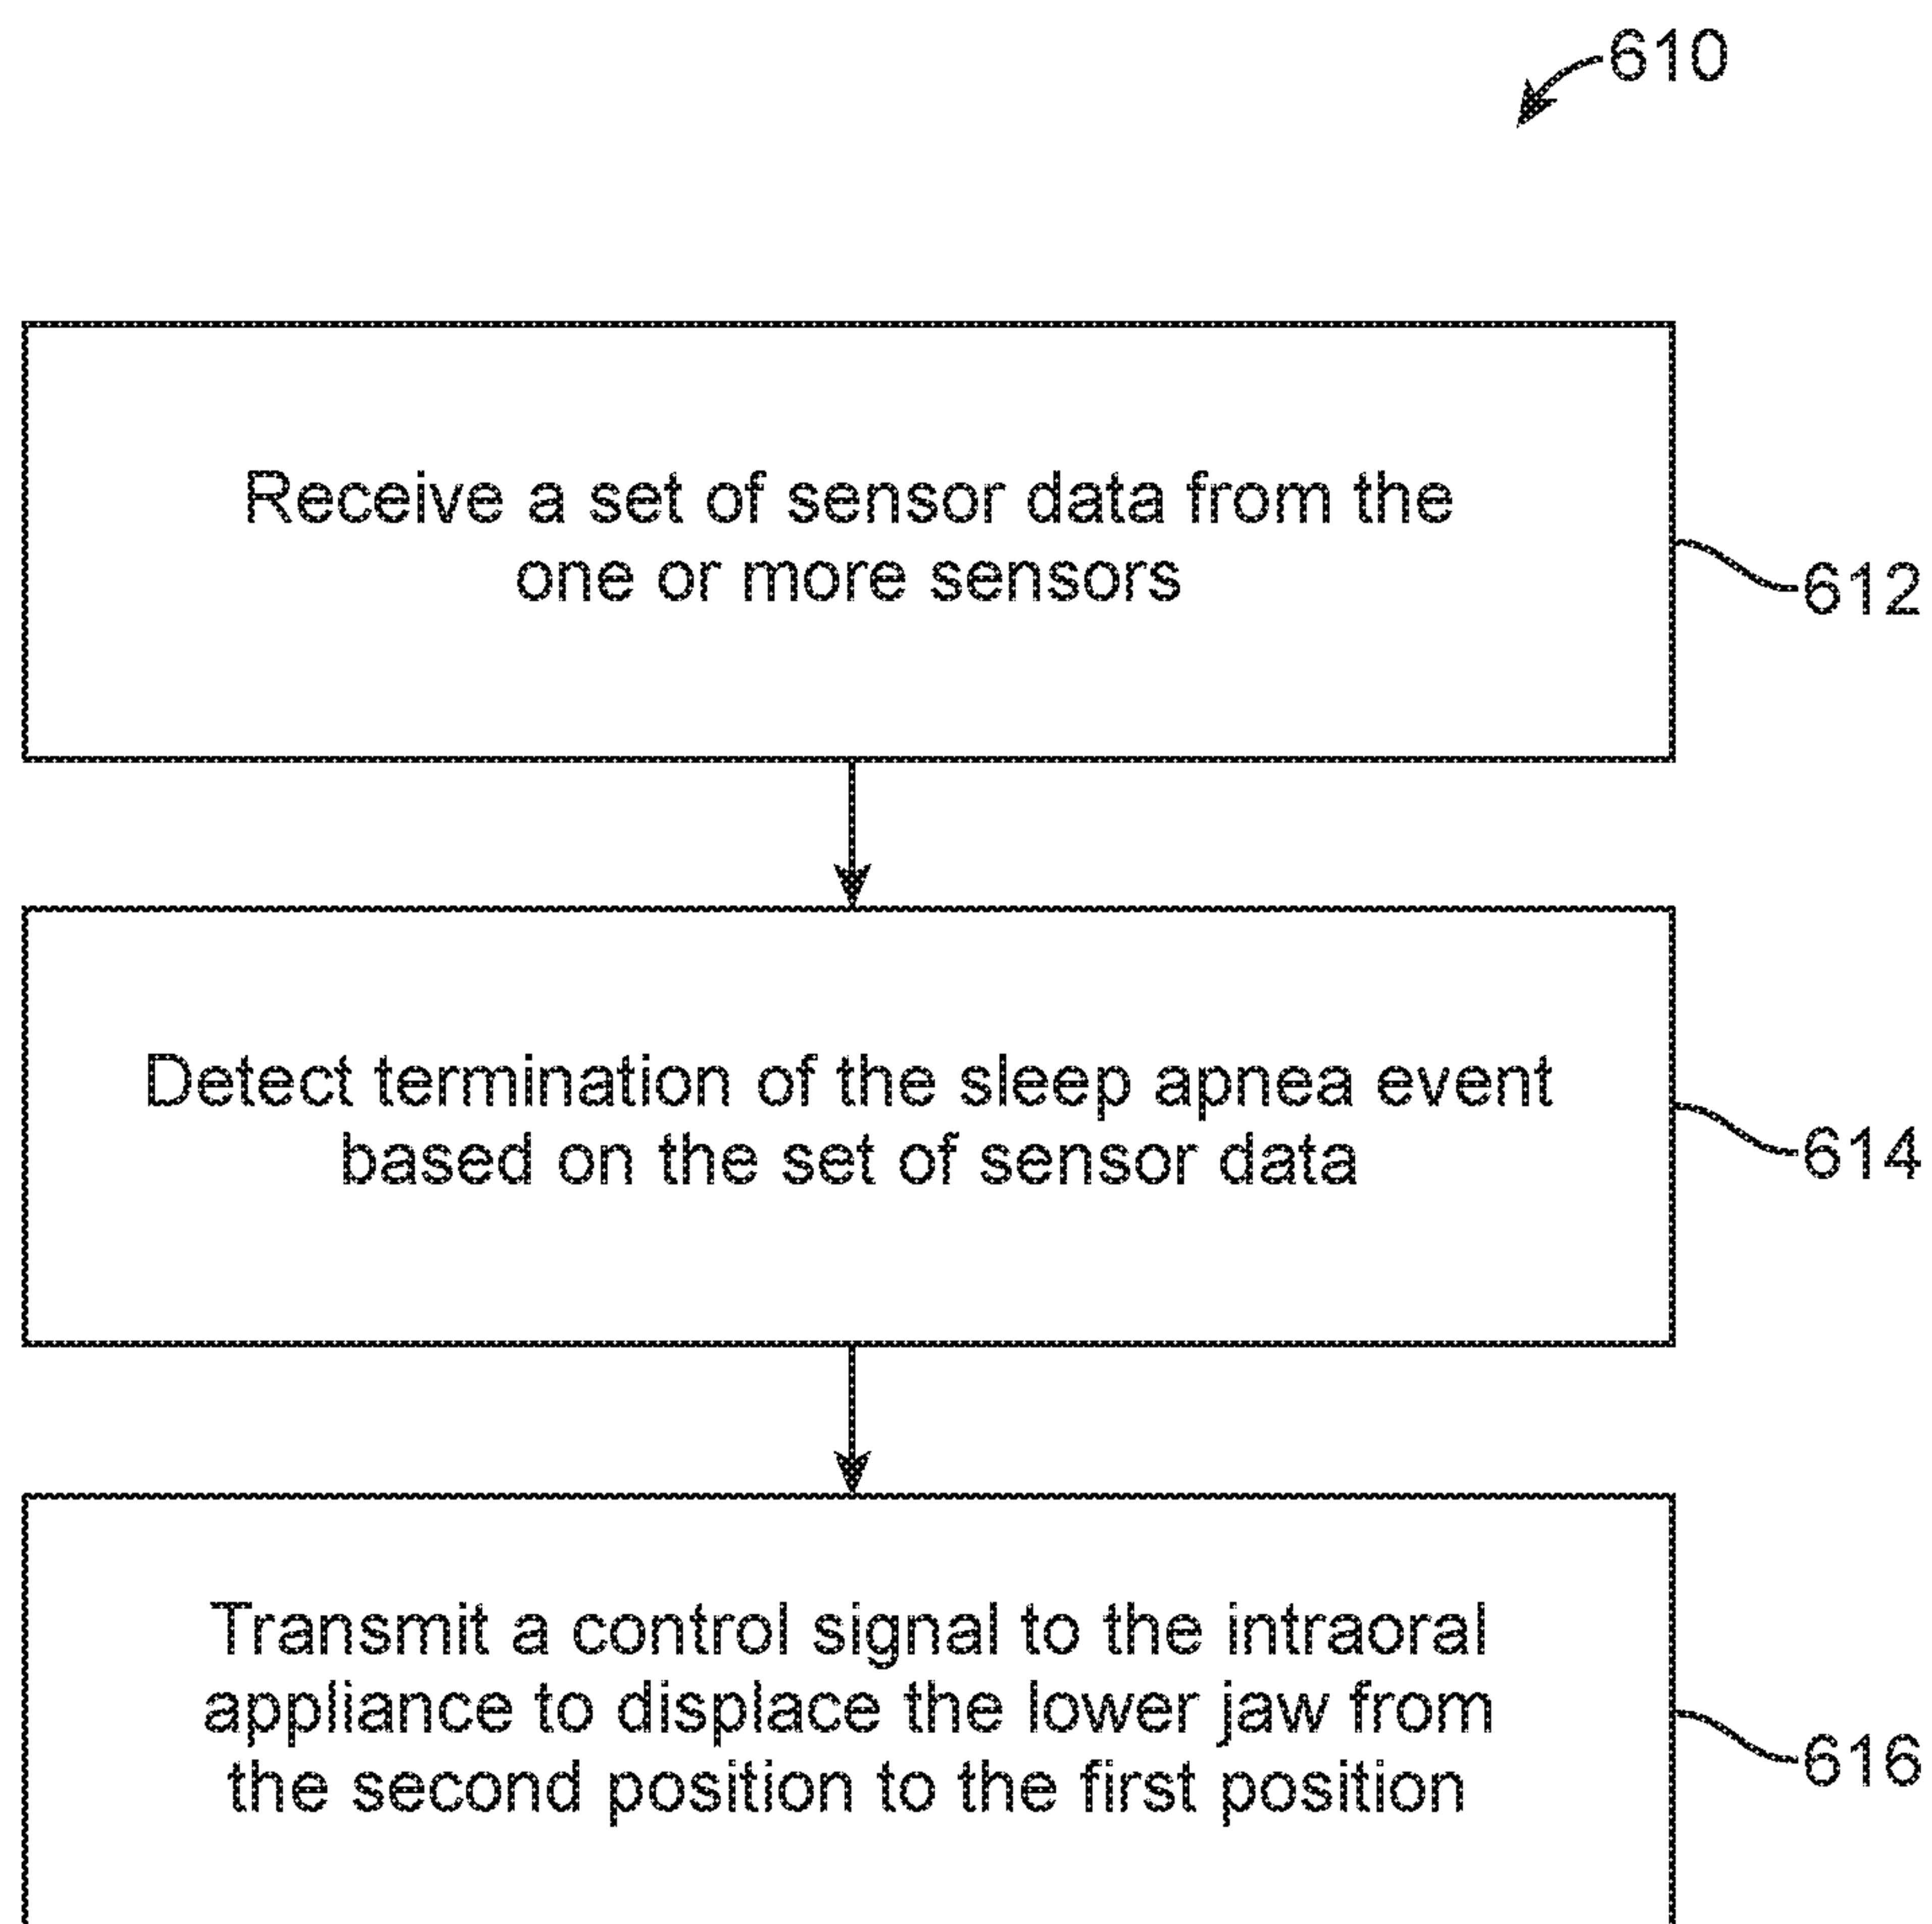 610
Receive a set of sensor data from the
one or more sensors
612
Detect termination of the sleep apnea event
based on the set of sensor data
614
Transmit a control signal to the intraoral
appliance to displace the lower jaw from
the second position to the first position
616